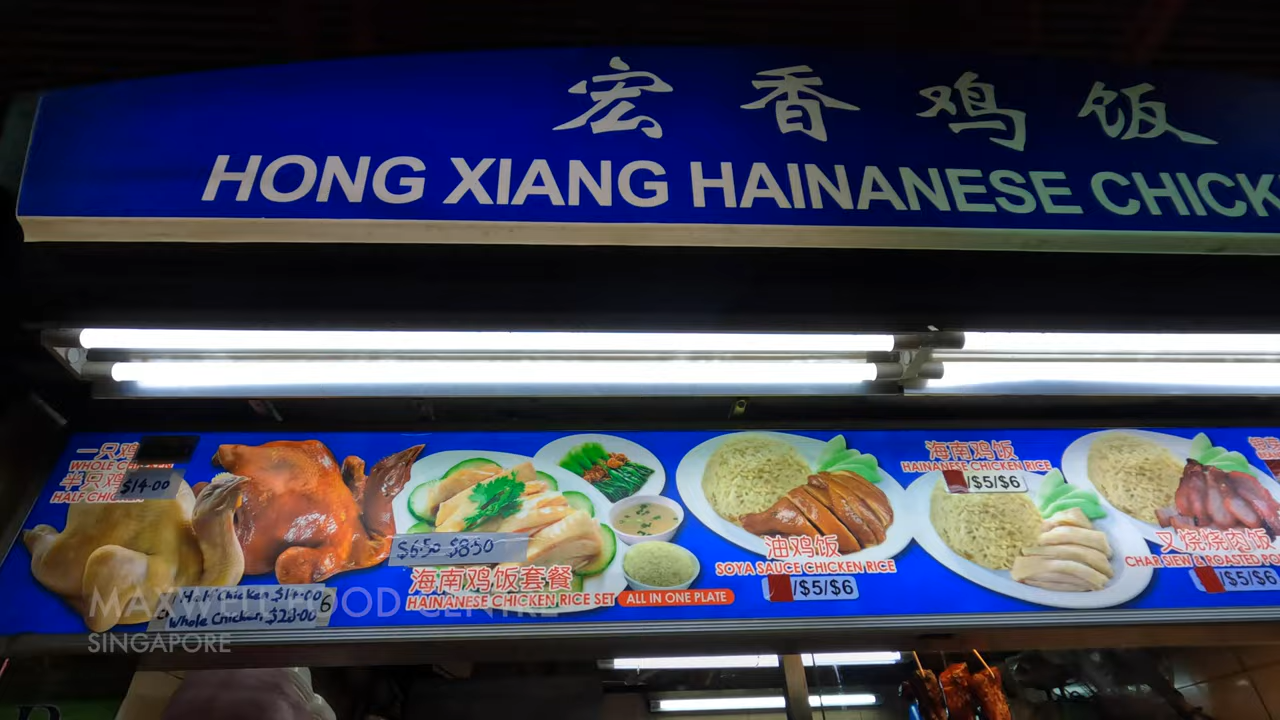 宏香鸡饭
HONG XIANG HAINANESE CHICK
一只鸡
WHOLE CHICKEN
半只鸡
HALF CHICKEN
$14-00
Half Chicken $14-00
Whole Chicken $28-00
6
$6.50 $8.50
海南鸡饭套餐
HAINANESE CHICKEN RICE SET
ALL IN ONE PLATE
油鸡饭
SOYA SAUCE CHICKEN RICE
/$5/$6
海南鸡饭
HAINANESE CHICKEN RICE
/$5/$6
叉烧烧肉饭
CHAR SIEW & ROASTED PO
/$5/$6
MAXWELL FOOD CENTRE
SINGAPORE